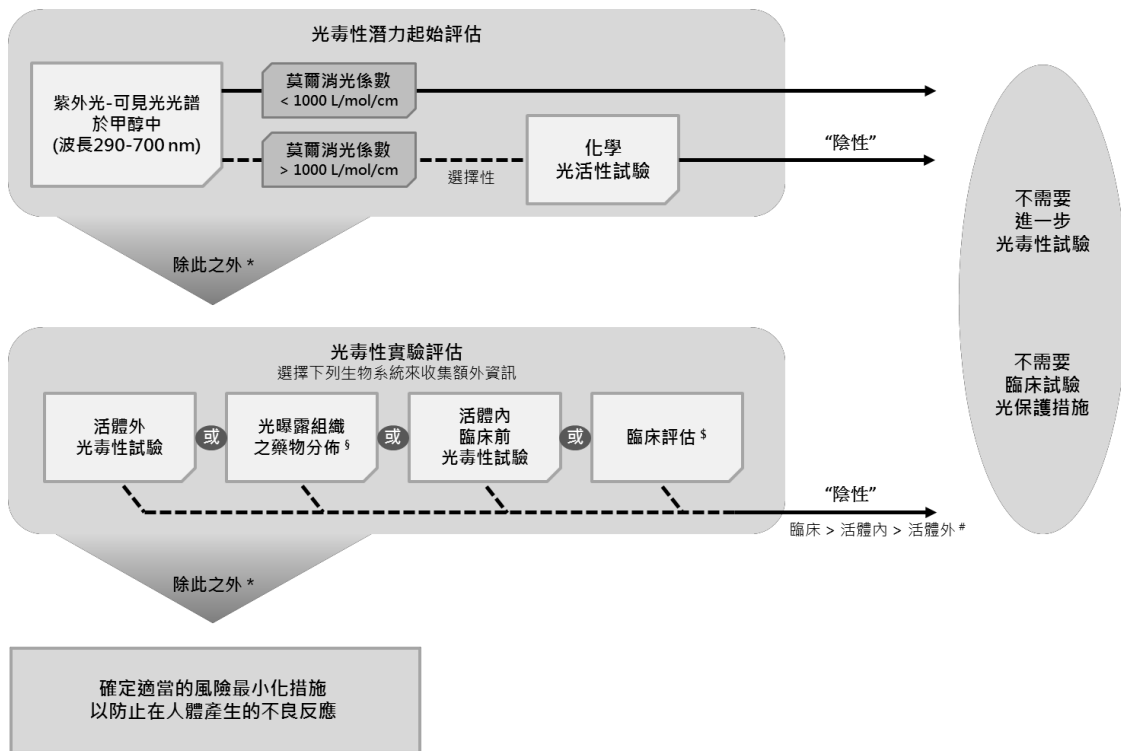 光毒性潛力起始評估
紫外光-可見光光譜
於甲醇中
(波長290-700 nm)
莫爾消光係數
< 1000 L/mol/cm
莫爾消光係數
> 1000 L/mol/cm
選擇性
化學
光活性試驗
“陰性”
不需要
進一步
光毒性試驗
不需要
臨床試驗
光保護措施
除此之外 *
光毒性實驗評估
選擇下列生物系統來收集額外資訊
活體外
光毒性試驗
或
光曝露組織
之藥物分佈 §
或
活體內
臨床前
光毒性試驗
或
臨床評估 $
“陰性”
臨床 > 活體內 > 活體外 #
除此之外 *
確定適當的風險最小化措施
以防止在人體產生的不良反應